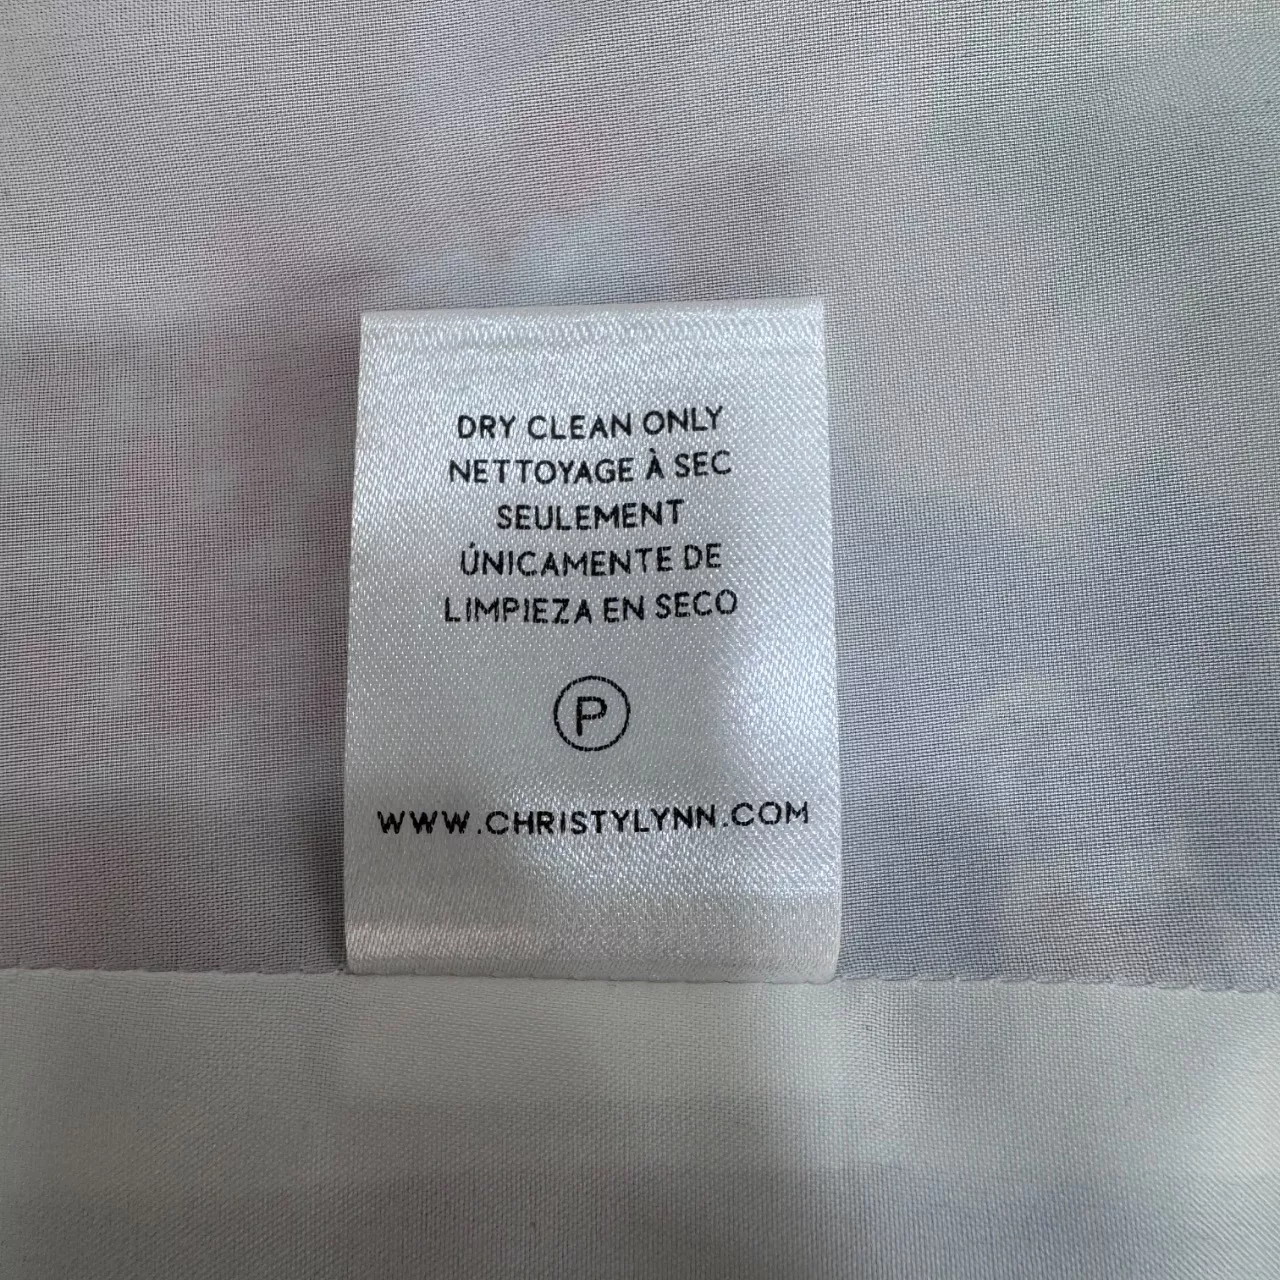 DRY CLEAN ONLY
NETTOYAGE À SEC
SEULEMENT
ÚNICAMENTE DE
LIMPIEZA EN SECO
P
WWW.CHRISTYLYNN.COM